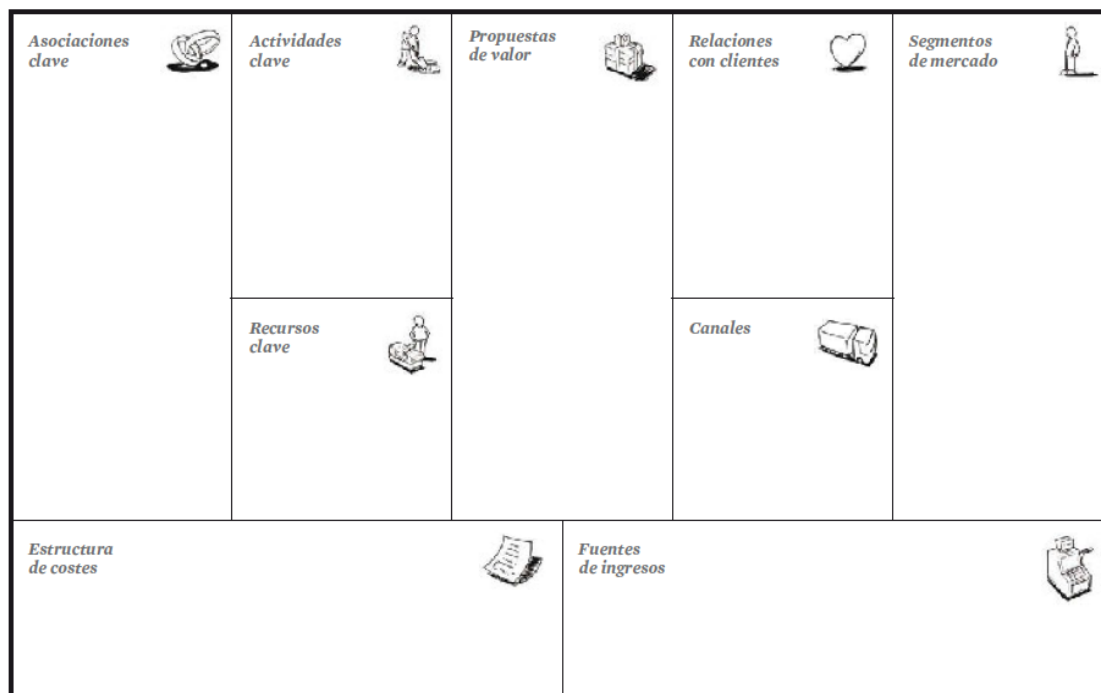 Asociaciones
clave
Actividades
clave
Propuestas
de valor
Relaciones
con clientes
Segmentos
de mercado
Recursos
clave
Canales
Estructura
de costes
Fuentes
de ingresos